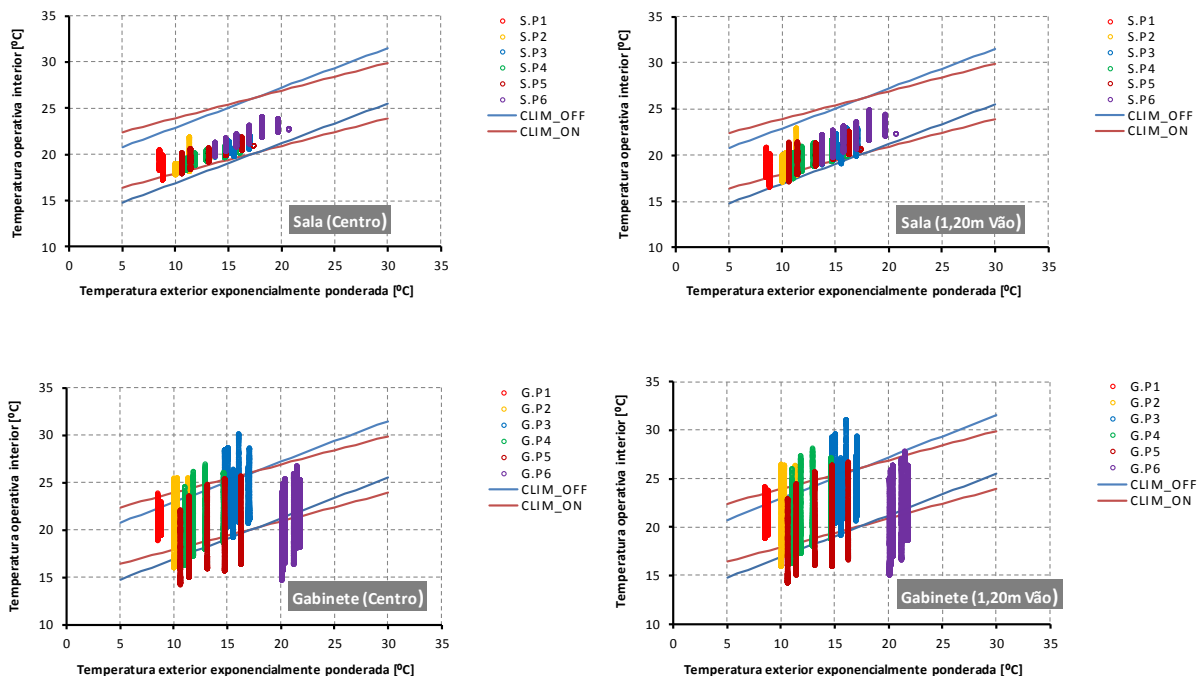 35
30
25
20
15
10
0 5 10 15 20 25 30 35
Temperatura operativa interior [ºC]
Temperatura exterior exponencialmente ponderada [ºC]
Sala (Centro)
S.P1
S.P2
S.P3
S.P4
S.P5
S.P6
CLIM_OFF
CLIM_ON
35
30
25
20
15
10
0 5 10 15 20 25 30 35
Temperatura operativa interior [ºC]
Temperatura exterior exponencialmente ponderada [ºC]
Sala (1,20m Vão)
S.P1
S.P2
S.P3
S.P4
S.P5
S.P6
CLIM_OFF
CLIM_ON
35
30
25
20
15
10
0 5 10 15 20 25 30 35
Temperatura operativa interior [ºC]
Temperatura exterior exponencialmente ponderada [ºC]
Gabinete (Centro)
G.P1
G.P2
G.P3
G.P4
G.P5
G.P6
CLIM_OFF
CLIM_ON
35
30
25
20
15
10
0 5 10 15 20 25 30 35
Temperatura operativa interior [ºC]
Temperatura exterior exponencialmente ponderada [ºC]
Gabinete (1,20m Vão)
G.P1
G.P2
G.P3
G.P4
G.P5
G.P6
CLIM_OFF
CLIM_ON